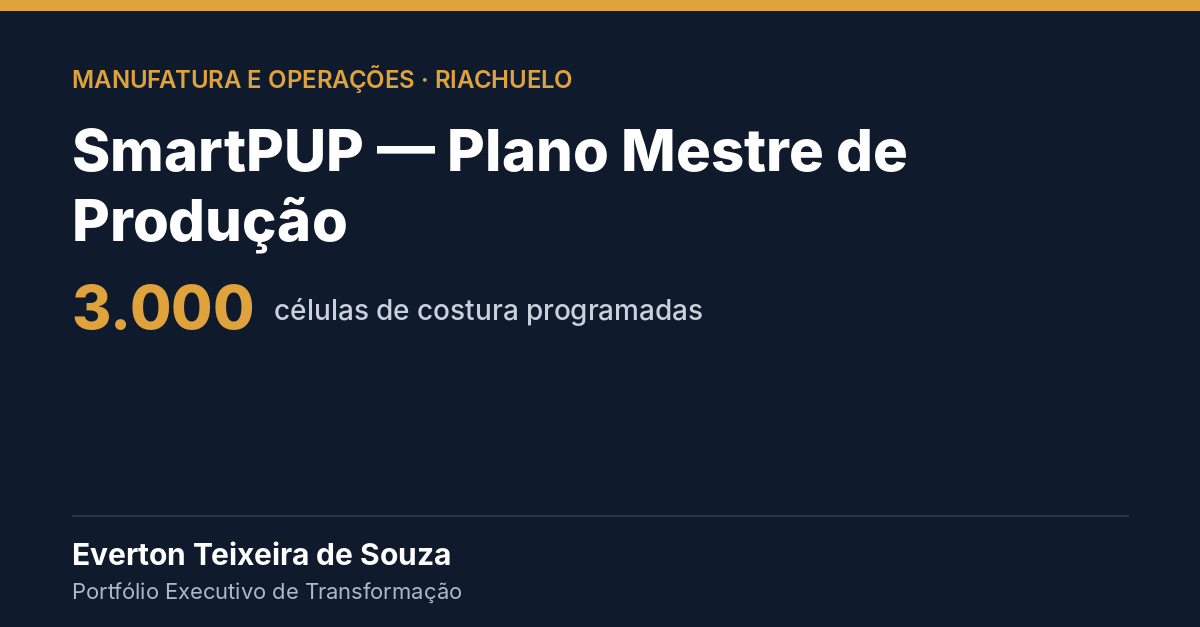 MANUFATURA E OPERAÇÕES · RIACHUELO
SmartPUP — Plano Mestre de
Produção
3.000 células de costura programadas
Everton Teixeira de Souza
Portfólio Executivo de Transformação